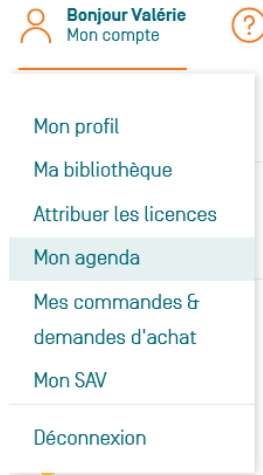 Bonjour Valérie
Mon compte
?
Mon profil
Ma bibliothèque
Attribuer les licences
Mon agenda
Mes commandes &
demandes d'achat
Mon SAV
Déconnexion